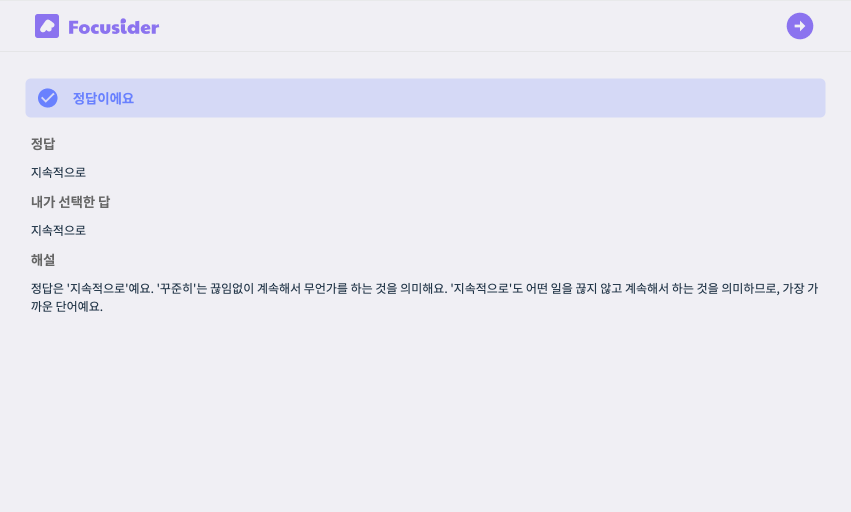 Focusider
정답이에요
정답
지속적으로
내가 선택한 답
지속적으로
해설
정답은 '지속적으로'예요. '꾸준히'는 끊임없이 계속해서 무언가를 하는 것을 의미해요. '지속적으로'도 어떤 일을 끊지 않고 계속해서 하는 것을 의미하므로, 가장 가
까운 단어예요.